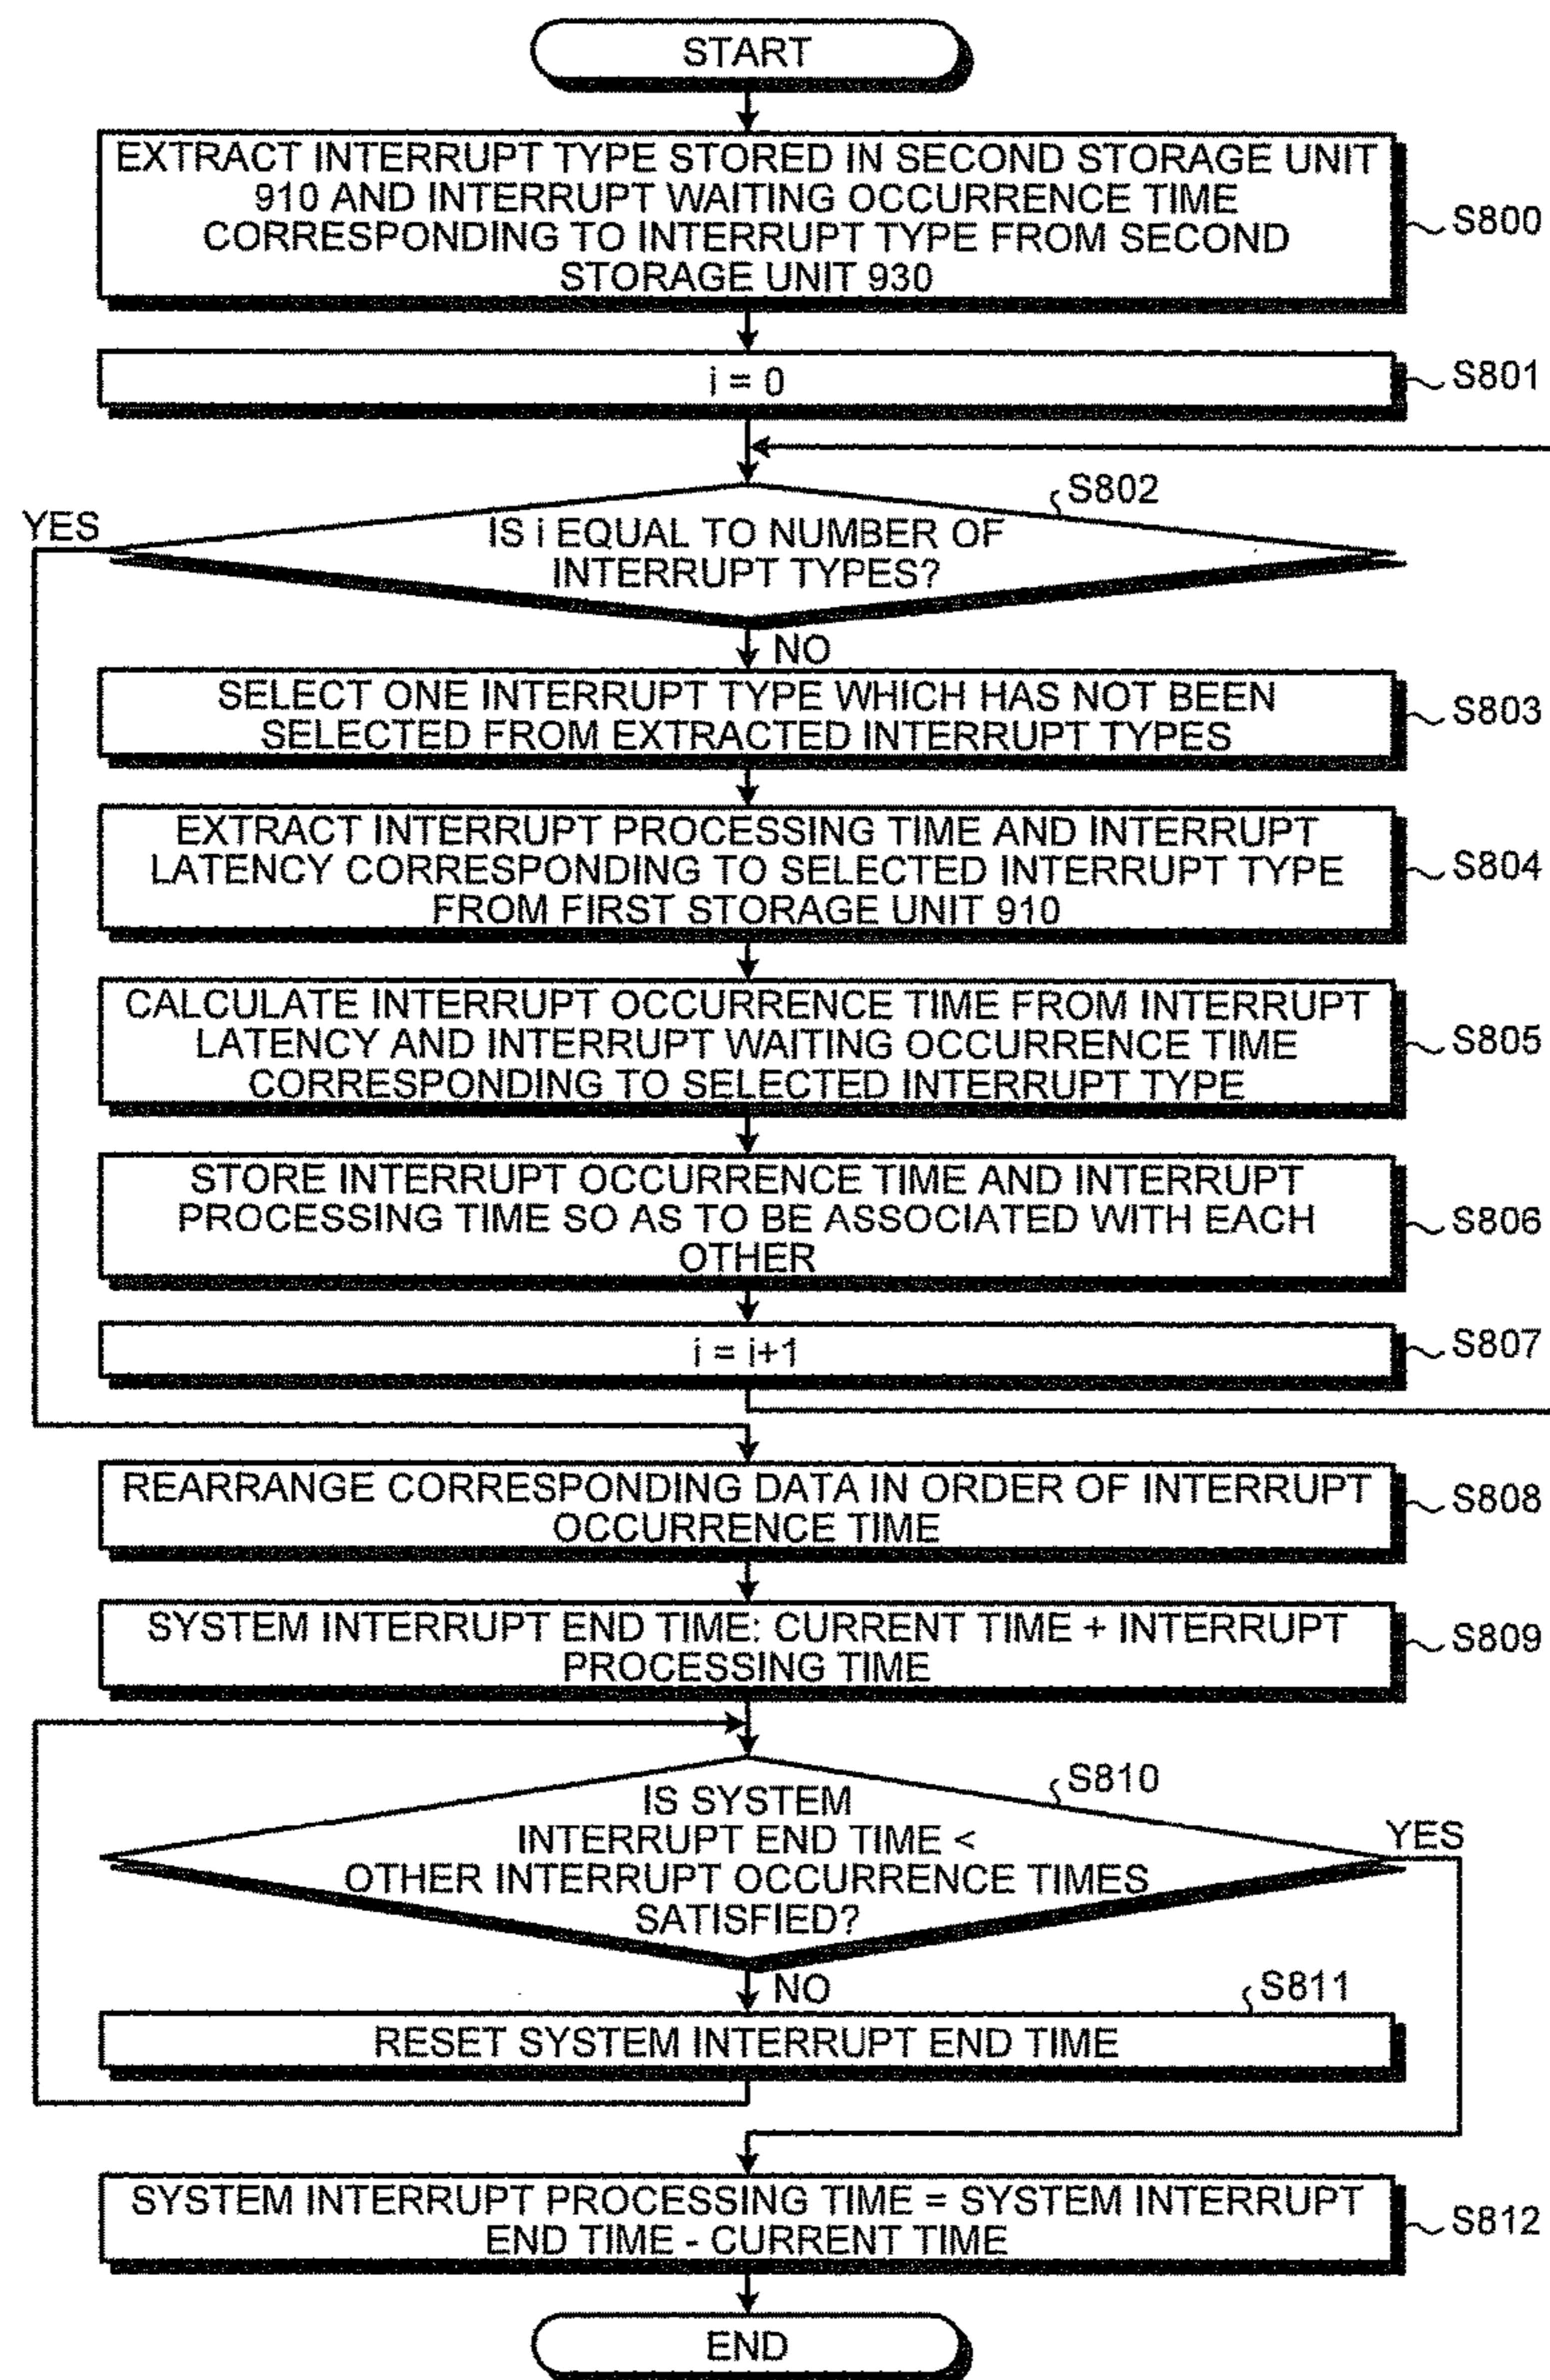 START
EXTRACT INTERRUPT TYPE STORED IN SECOND STORAGE UNIT
910 AND INTERRUPT WAITING OCCURRENCE TIME
CORRESPONDING TO INTERRUPT TYPE FROM SECOND
STORAGE UNIT 930
S800
i = 0
S801
S802
YES
IS i EQUAL TO NUMBER OF
INTERRUPT TYPES?
NO
SELECT ONE INTERRUPT TYPE WHICH HAS NOT BEEN
SELECTED FROM EXTRACTED INTERRUPT TYPES
S803
EXTRACT INTERRUPT PROCESSING TIME AND INTERRUPT
LATENCY CORRESPONDING TO SELECTED INTERRUPT TYPE
FROM FIRST STORAGE UNIT 910
S804
CALCULATE INTERRUPT OCCURRENCE TIME FROM INTERRUPT
LATENCY AND INTERRUPT WAITING OCCURRENCE TIME
CORRESPONDING TO SELECTED INTERRUPT TYPE
S805
STORE INTERRUPT OCCURRENCE TIME AND INTERRUPT
PROCESSING TIME SO AS TO BE ASSOCIATED WITH EACH
OTHER
S806
i = i+1
S807
REARRANGE CORRESPONDING DATA IN ORDER OF INTERRUPT
OCCURRENCE TIME
S808
SYSTEM INTERRUPT END TIME: CURRENT TIME + INTERRUPT
PROCESSING TIME
S809
S810
IS SYSTEM
INTERRUPT END TIME <
OTHER INTERRUPT OCCURRENCE TIMES
SATISFIED?
YES
NO
S811
RESET SYSTEM INTERRUPT END TIME
SYSTEM INTERRUPT PROCESSING TIME = SYSTEM INTERRUPT
END TIME - CURRENT TIME
S812
END